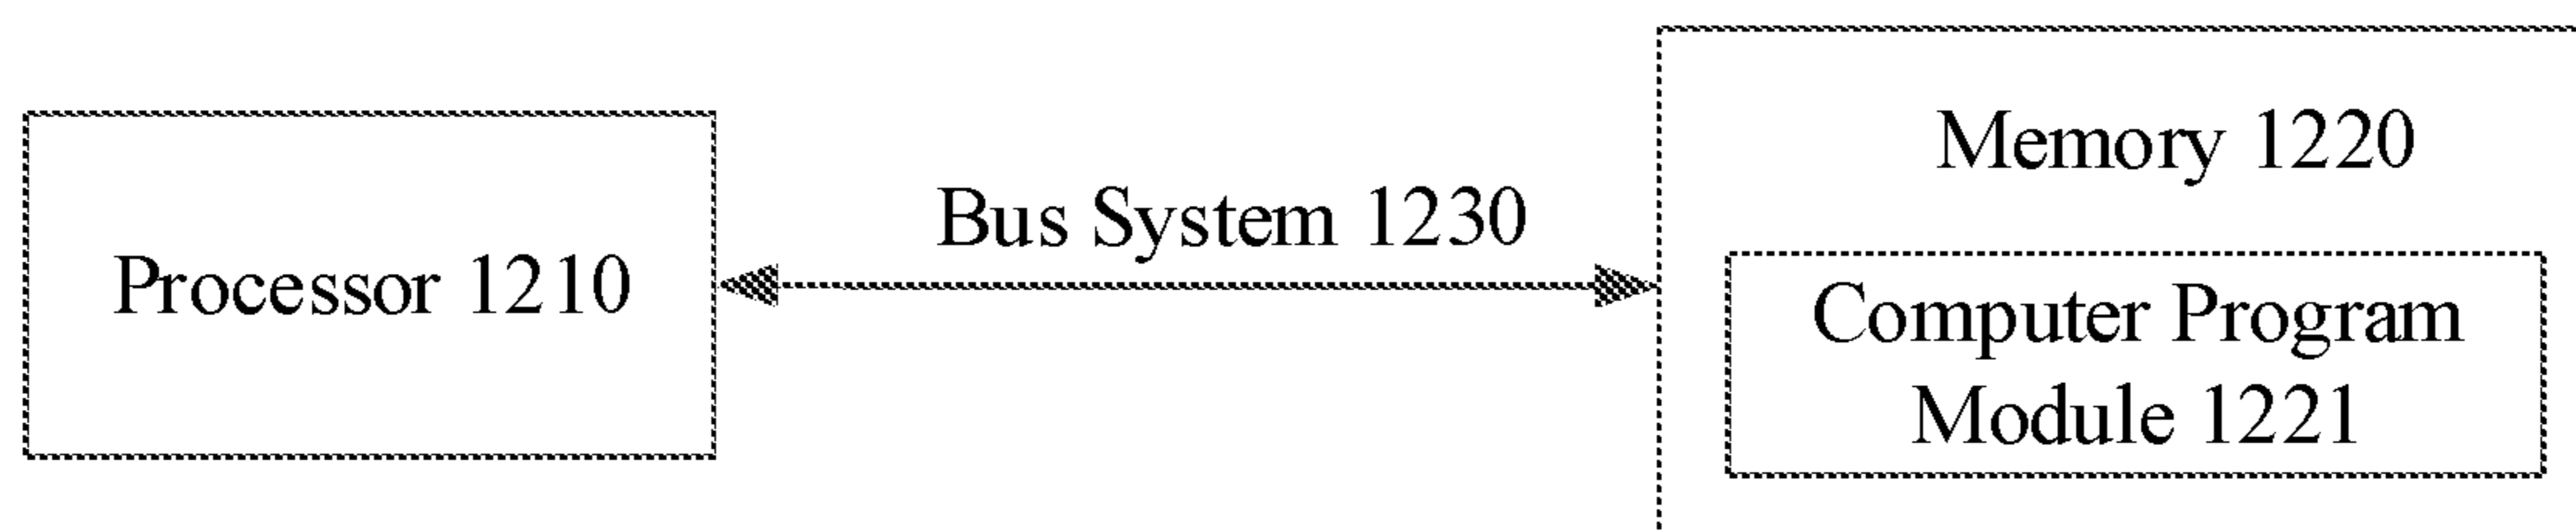 Processor 1210
Bus System 1230
Memory 1220
Computer Program
Module 1221